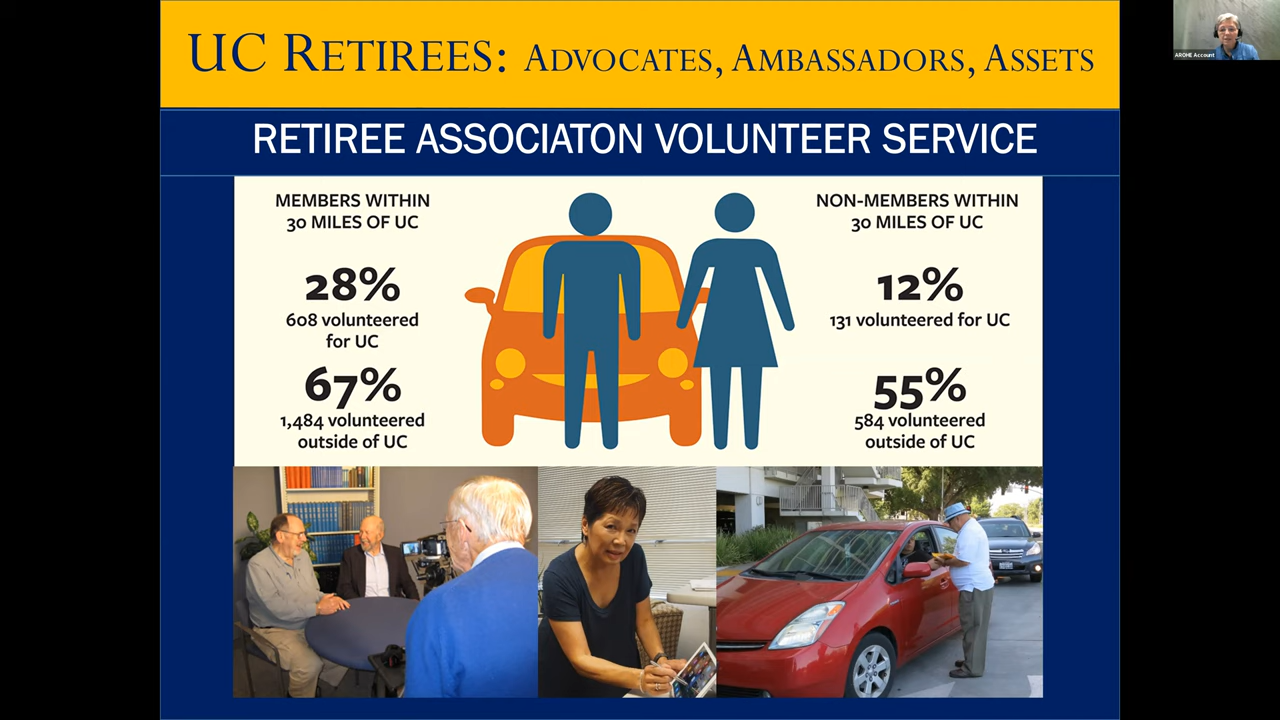 UC RETIREES: ADVOCATES, AMBASSADORS, ASSETS
RETIREE ASSOCIATON VOLUNTEER SERVICE
MEMBERS WITHIN
30 MILES OF UC
28%
608 volunteered
for UC
67%
1,484 volunteered
outside of UC
NON-MEMBERS WITHIN
30 MILES OF UC
12%
131 volunteered for UC
55%
584 volunteered
outside of UC
AROHE Account